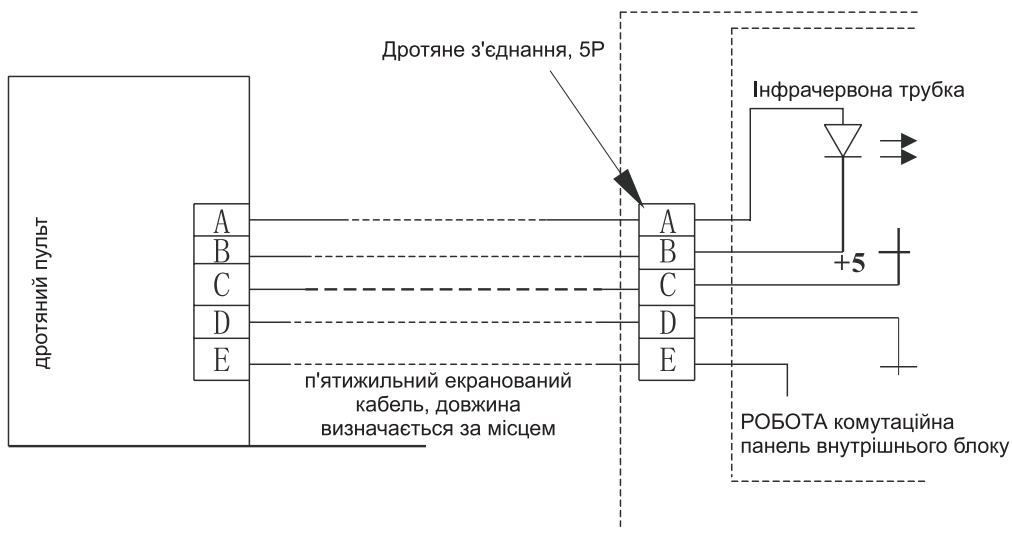 Дротяне з'єднання, 5Р
Інфрачервона трубка
дротяний пульт
A
B
C
D
E
A
B
C
D
E
+5
п'ятижильний екранований
кабель, довжина
визначається за місцем
РОБОТА комутаційна
панель внутрішнього блоку